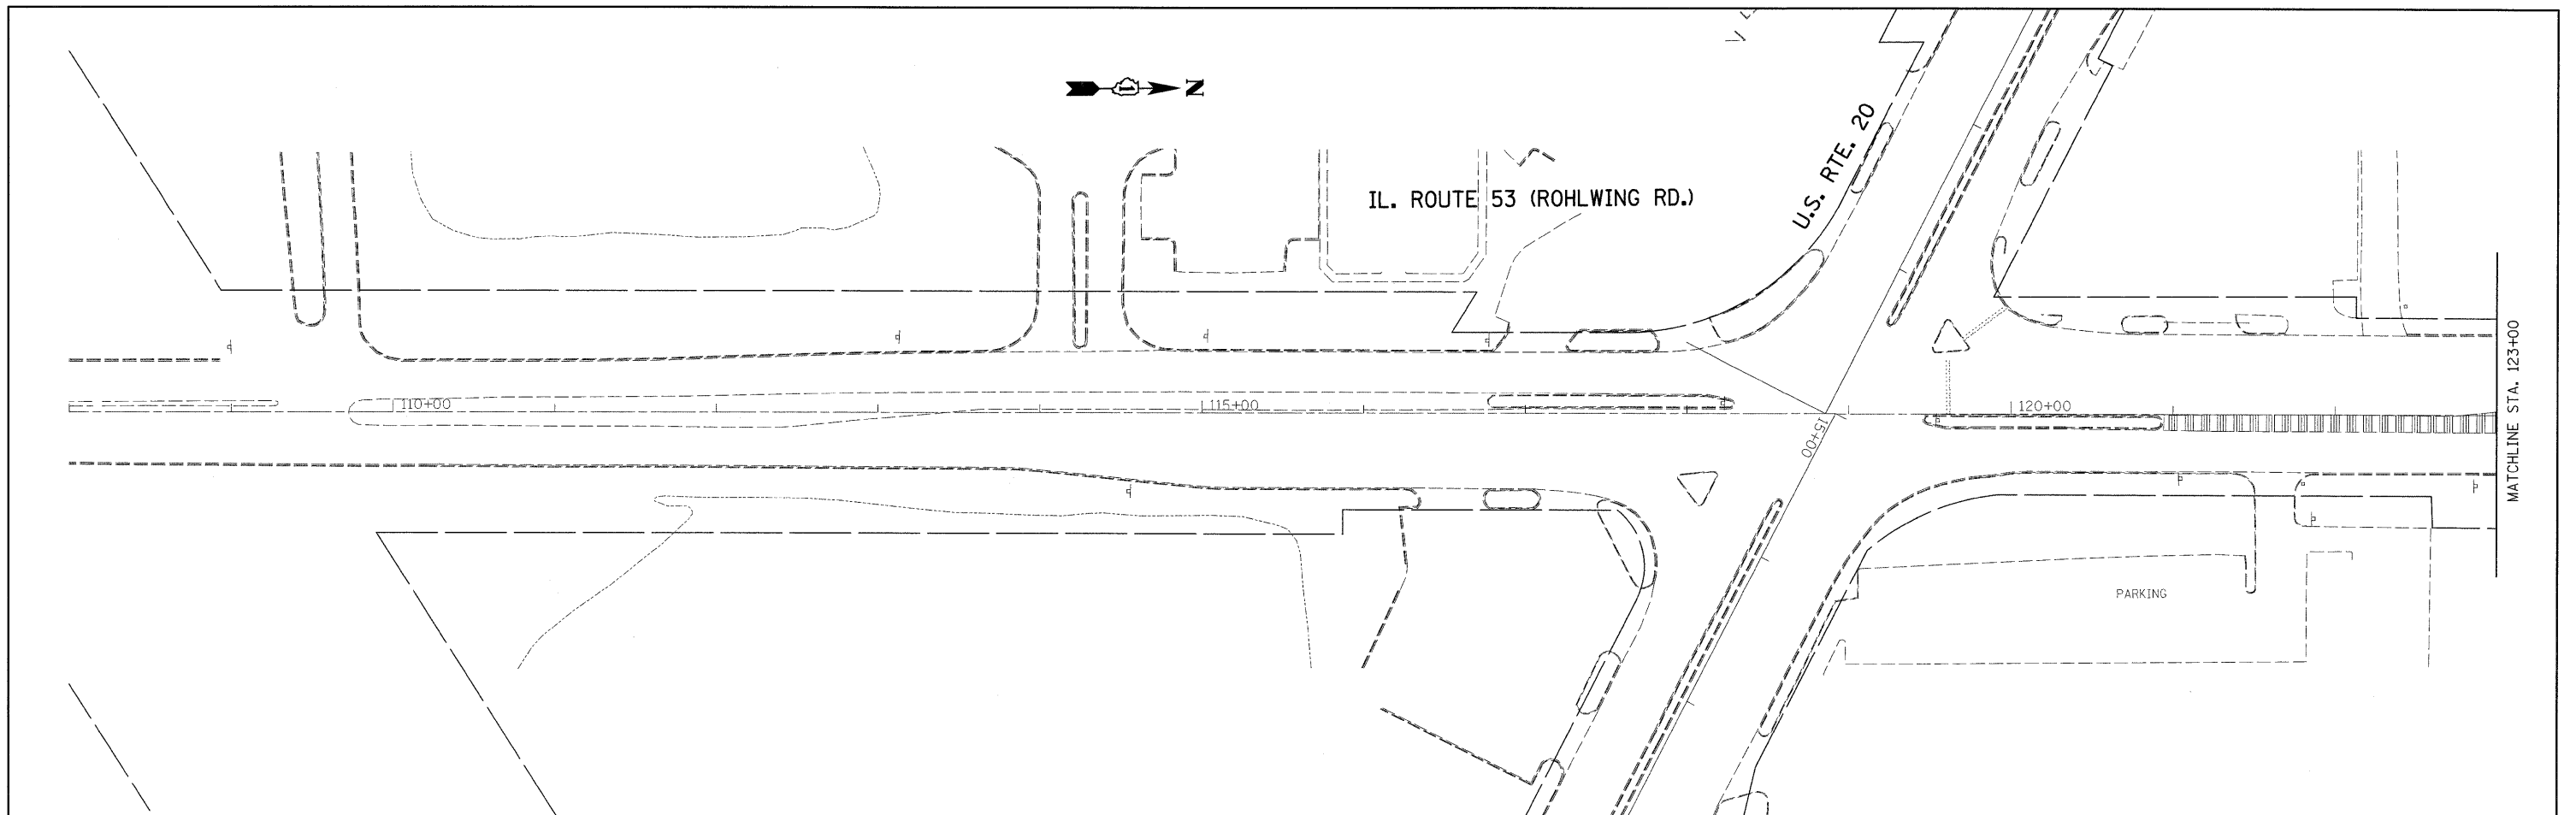 N
IL. ROUTE 53 (ROHLWING RD.)
U.S. RTE. 20
110+00
115+00
120+00
15+00
MATCHLINE STA. 123+00
PARKING